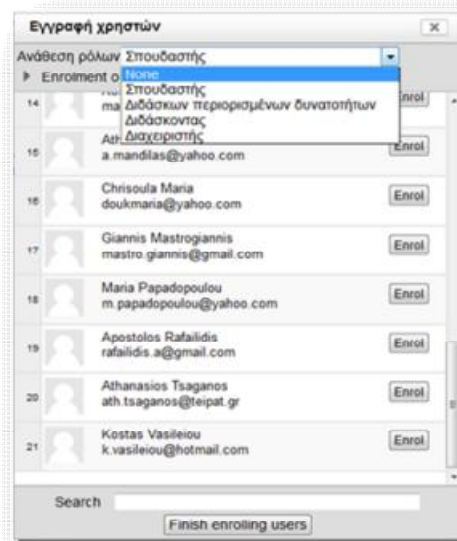 Εγγραφή χρηστών
Ανάθεση ρόλων Σπουδαστής
Enrolment o
None
Σπουδαστής
Διδάσκων περιορισμένων δυνατοτήτων
Διδάσκοντας
Διαχειριστής
14 ma Enrol
15 Ath
a.mandilas@yahoo.com Enrol
16 Chrisoula Maria
doukmaria@yahoo.com Enrol
17 Giannis Mastrogiannis
mastro.giannis@gmail.com Enrol
18 Maria Papadopoulou
m.papadopoulou@yahoo.com Enrol
19 Apostolos Rafailidis
rafailidis.a@gmail.com Enrol
20 Athanasios Tsaganos
ath.tsaganos@teipat.gr Enrol
21 Kostas Vasileiou
k.vasileiou@hotmail.com Enrol
Search
Finish enrolling users